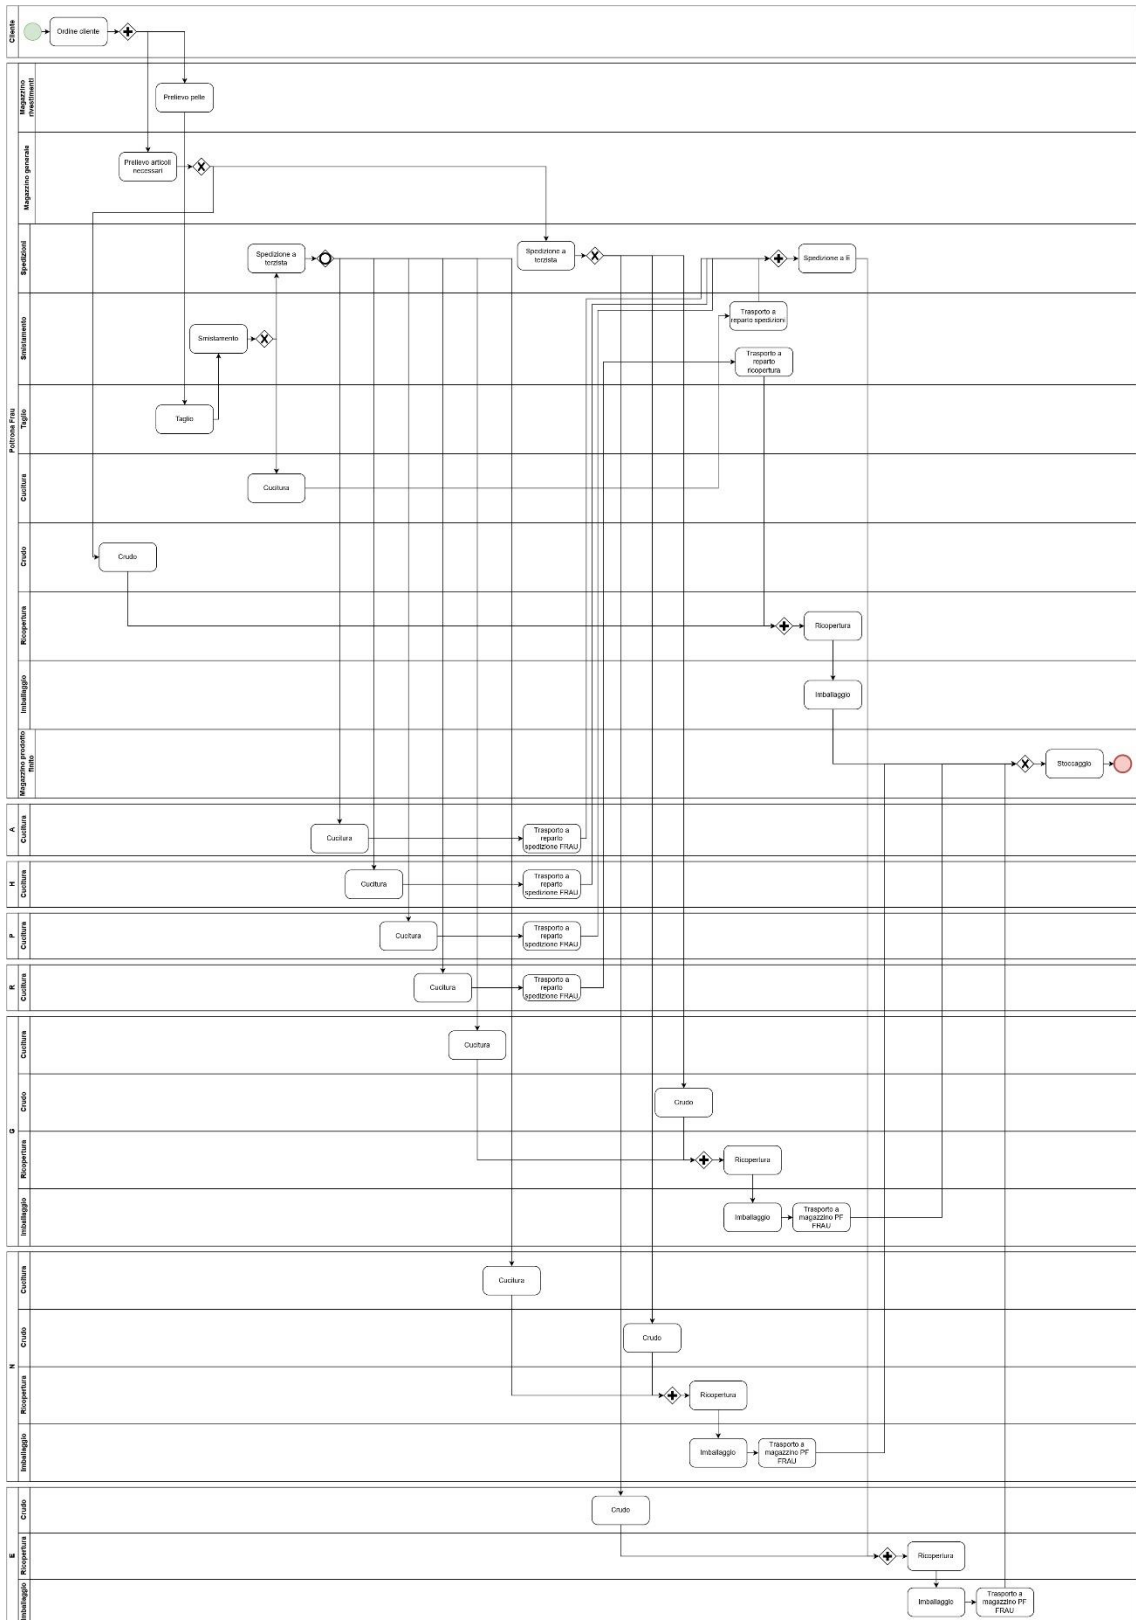 Cliente
Ordine cliente
Poltrona Frau
Magazzino
rivestimenti
Prelievo pelle
Magazzino generale
Prelievo articoli
necessari
Spedizioni
Spedizione a
terzista
Spedizione a
terzista
Spedizione a E
Smistamento
Smistamento
Trasporto a
reparto spedizioni
Trasporto a
reparto
ricopertura
Taglio
Taglio
Cucitura
Cucitura
Crudo
Crudo
Ricopertura
Ricopertura
Imballaggio
Imballaggio
Magazzino prodotto
finito
Stoccaggio
A
Cucitura
Cucitura
Trasporto a
reparto
spedizione FRAU
H
Cucitura
Cucitura
Trasporto a
reparto
spedizione FRAU
P
Cucitura
Cucitura
Trasporto a
reparto
spedizione FRAU
R
Cucitura
Cucitura
Trasporto a
reparto
spedizione FRAU
G
Cucitura
Cucitura
Crudo
Crudo
Ricopertura
Ricopertura
Imballaggio
Imballaggio
Trasporto a
magazzino PF
FRAU
N
Cucitura
Cucitura
Crudo
Crudo
Ricopertura
Ricopertura
Imballaggio
Imballaggio
Trasporto a
magazzino PF
FRAU
E
Crudo
Crudo
Ricopertura
Ricopertura
Imballaggio
Imballaggio
Trasporto a
magazzino PF
FRAU